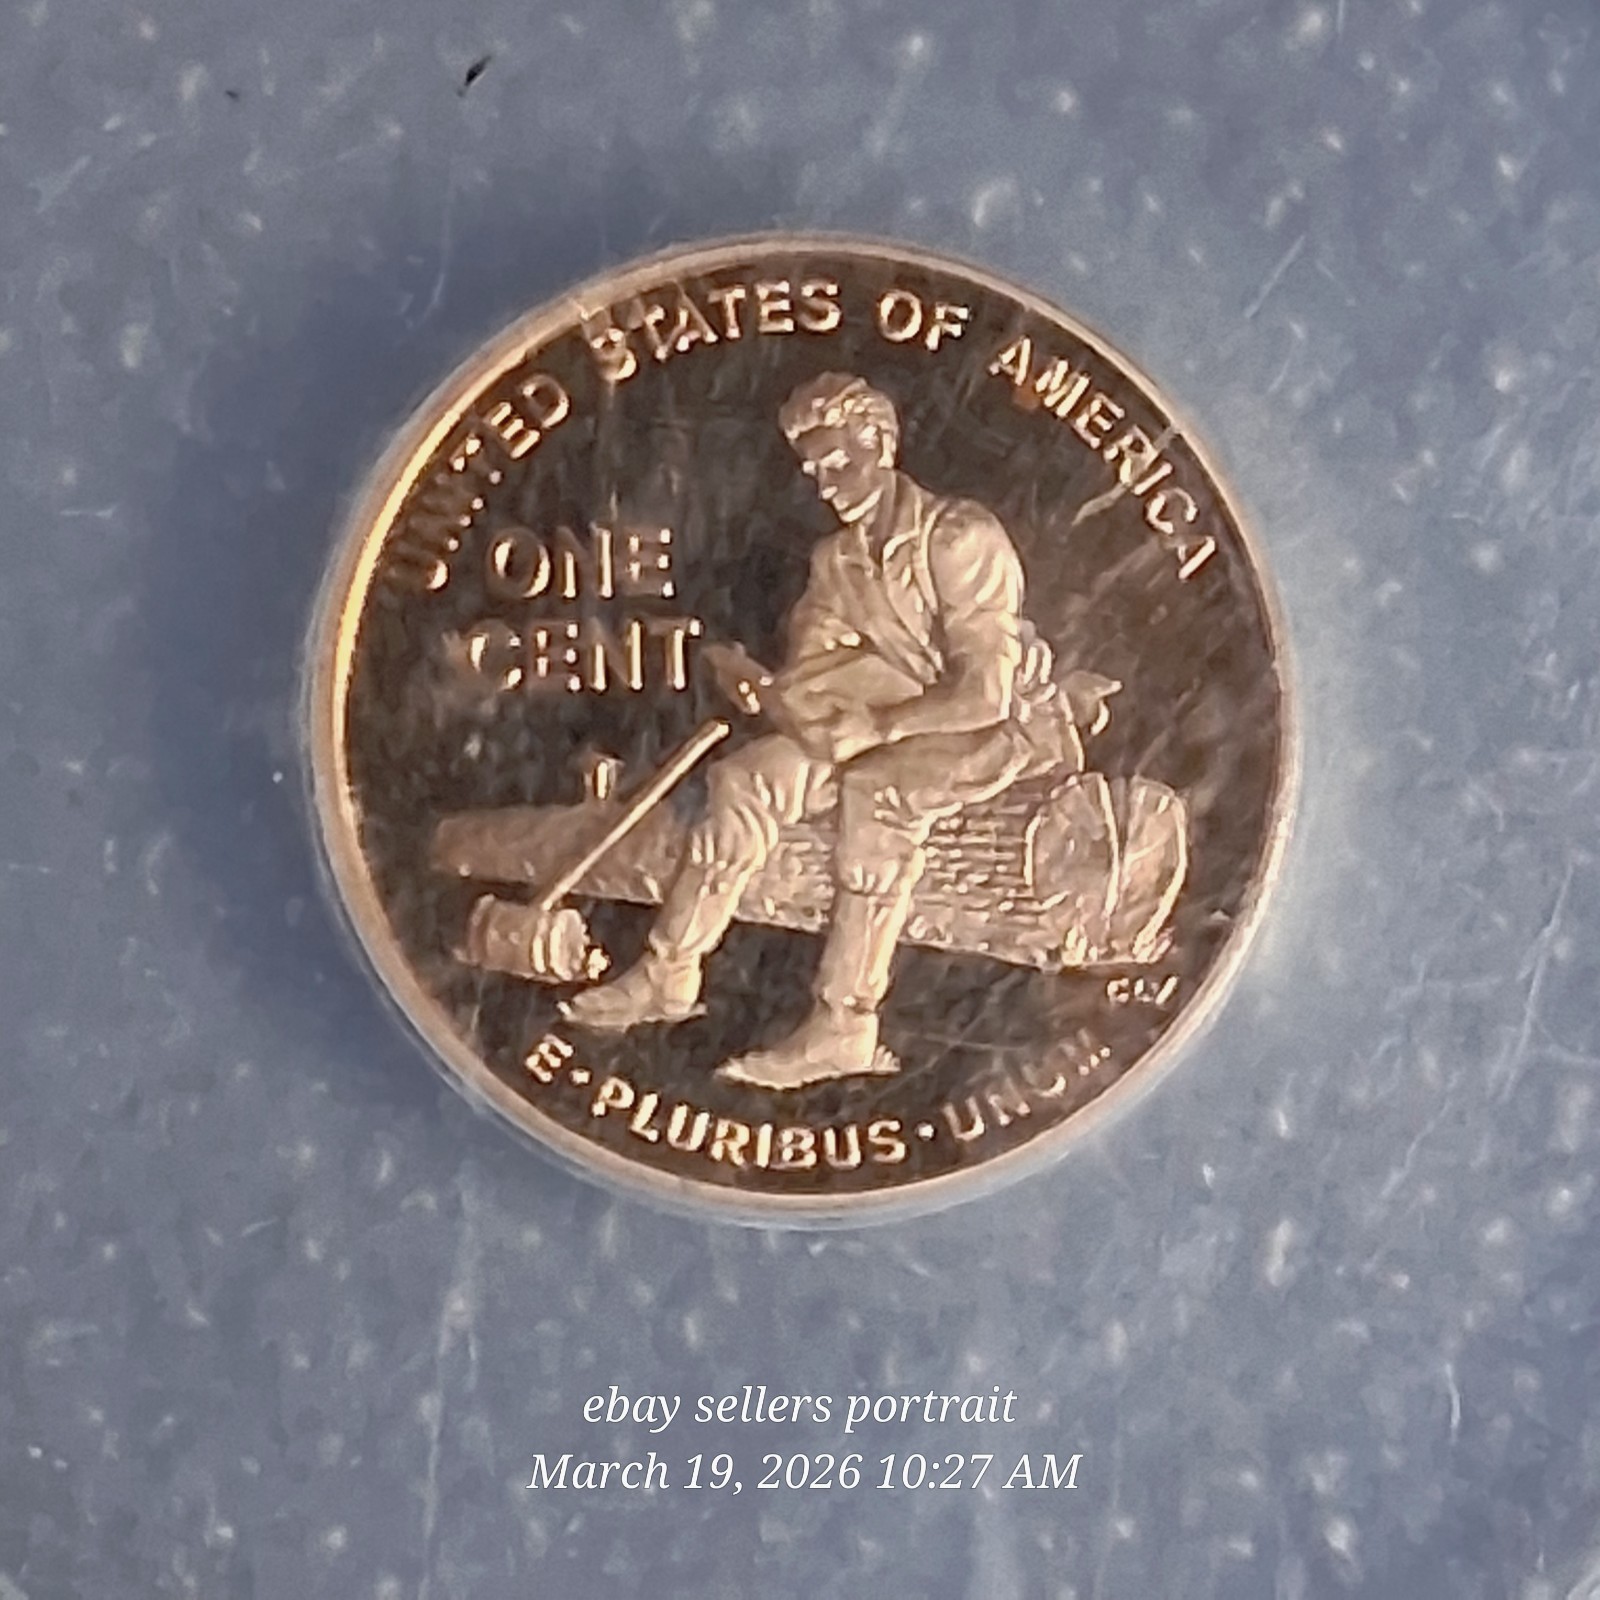 UNITED STATES OF AMERICA
ONE
CENT
E·PLURIBUS·UNUM
ebay sellers portrait
March 19, 2026 10:27 AM